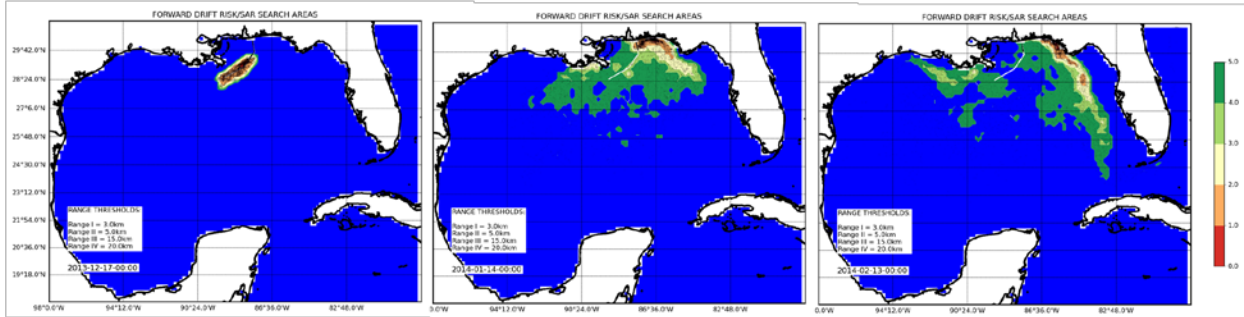 FORWARD DRIFT RISK/SAR SEARCH AREAS
29°42.0'N
28°24.0'N
27°6.0'N
25°48.0'N
24°30.0'N
23°12.0'N
21°54.0'N
20°36.0'N
19°18.0'N
RANGE THRESHOLDS:
Range I = 3.0km
Range II = 5.0km
Range III = 15.0km
Range IV = 20.0km
2013-12-17-00:00
98°0.0'W 94°12.0'W 90°24.0'W 86°36.0'W 82°48.0'W
FORWARD DRIFT RISK/SAR SEARCH AREAS
RANGE THRESHOLDS:
Range I = 3.0km
Range II = 5.0km
Range III = 15.0km
Range IV = 20.0km
2014-01-14-00:00
0.0'W 94°12.0'W 90°24.0'W 86°36.0'W 82°48.0'W
FORWARD DRIFT RISK/SAR SEARCH AREAS
RANGE THRESHOLDS:
Range I = 3.0km
Range II = 5.0km
Range III = 15.0km
Range IV = 20.0km
2014-02-13-00:00
0.0'W 94°12.0'W 90°24.0'W 86°36.0'W 82°48.0'W
5.0
4.0
3.0
2.0
1.0
0.0